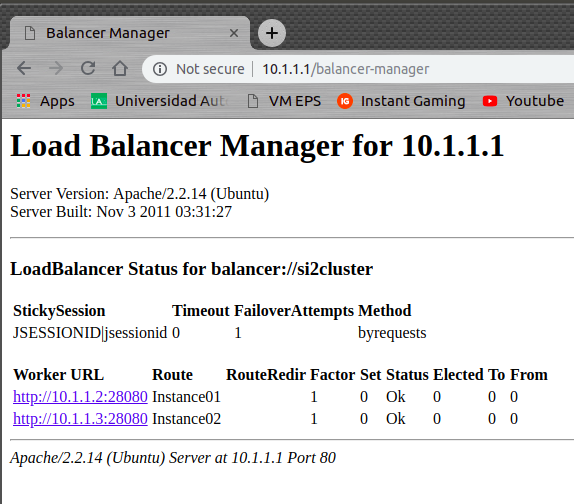 Balancer Manager
Not secure | 10.1.1.1/balancer-manager
Apps Universidad Aut VM EPS IG Instant Gaming Youtube
Load Balancer Manager for 10.1.1.1
Server Version: Apache/2.2.14 (Ubuntu)
Server Built: Nov 3 2011 03:31:27
LoadBalancer Status for balancer://si2cluster
StickySession Timeout FailoverAttempts Method
JSESSIONID|jsessionid 0 1 byrequests
Worker URL Route RouteRedir Factor Set Status Elected To From
http://10.1.1.2:28080 Instance01 1 0 Ok 0 0 0
http://10.1.1.3:28080 Instance02 1 0 Ok 0 0 0
Apache/2.2.14 (Ubuntu) Server at 10.1.1.1 Port 80